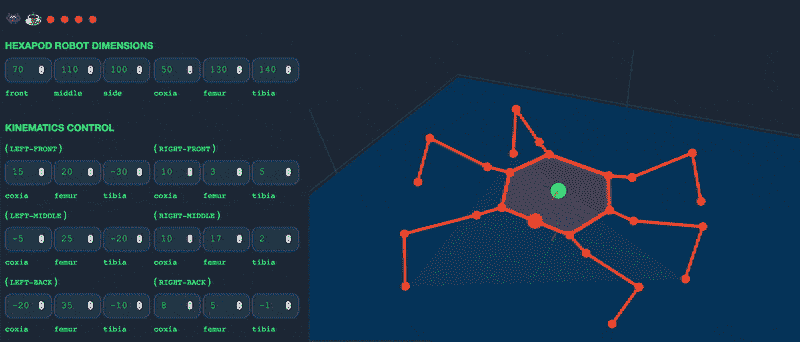 HEXAPOD ROBOT DIMENSIONS
70 110 100 50 130 140
front middle side coxia femur tibia
KINEMATICS CONTROL
(LEFT-FRONT) (RIGHT-FRONT)
15 20 -30 10 3 5
coxia femur tibia coxia femur tibia
(LEFT-MIDDLE) (RIGHT-MIDDLE)
-5 25 -20 10 17 2
coxia femur tibia coxia femur tibia
(LEFT-BACK) (RIGHT-BACK)
-20 35 -10 8 5 -1
coxia femur tibia coxia femur tibia